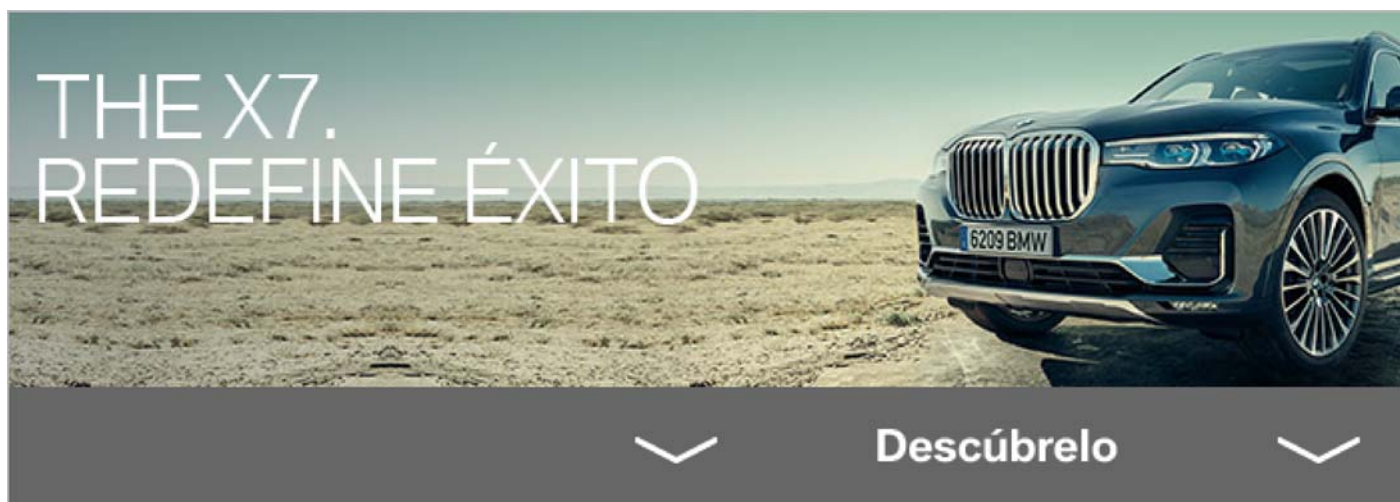 THE X7.
REDEFINE ÉXITO
6209 BMW
Descúbrelo